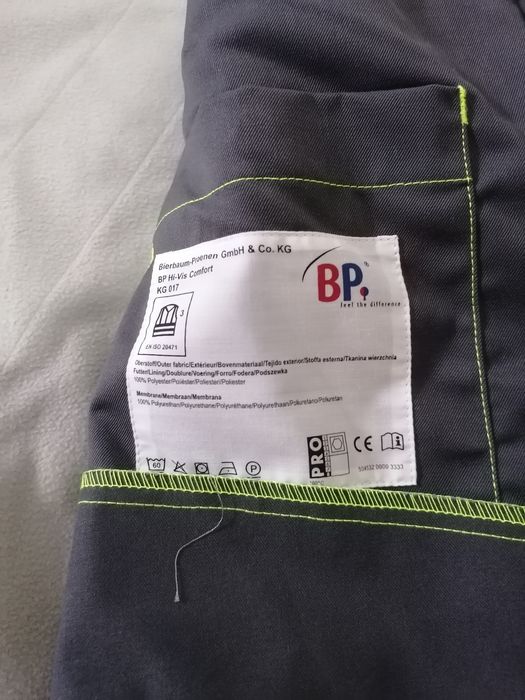 Bierbaum-Proenen GmbH & Co. KG
BP Hi-Vis Comfort
KG 017
BP®
feel the difference
3
EN ISO 20471
Oberstoff/Outer fabric/Extérieur/Bovenmateriaal/Tejido exterior/Stoffa esterna/Tkanina wierzchnia
Futter/Lining/Doublure/Voering/Forro/Fodera/Podszewka
100% Polyester/Poliéster/Poliestere/Poliester
Membrane/Membraan/Membrana
100% Polyurethan/Polyurethane/Polyuréthane/Polyurethaan/Poliuretano/Poliuretan
60
P
PRO
CE
i